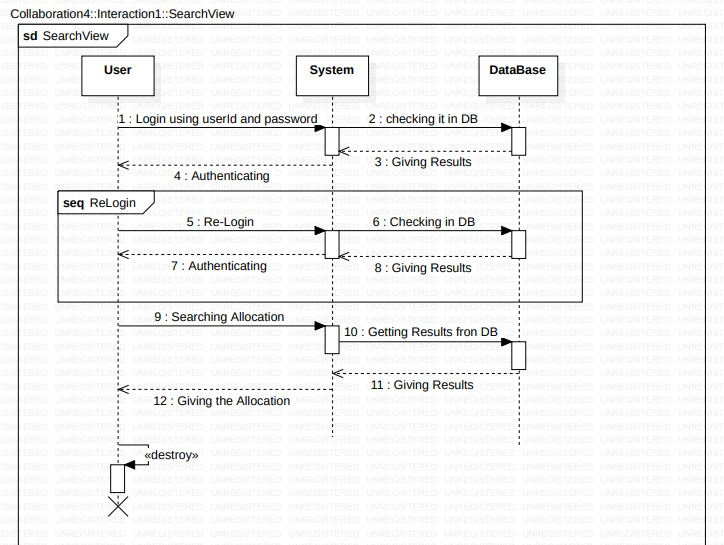 Collaboration4::Interaction1::SearchView
sd SearchView
User
System
DataBase
1 : Login using userId and password
2 : checking it in DB
3 : Giving Results
4 : Authenticating
seq ReLogin
5 : Re-Login
6 : Checking in DB
7 : Authenticating
8 : Giving Results
9 : Searching Allocation
10 : Getting Results fron DB
11 : Giving Results
12 : Giving the Allocation
«destroy»
UNREGISTERED